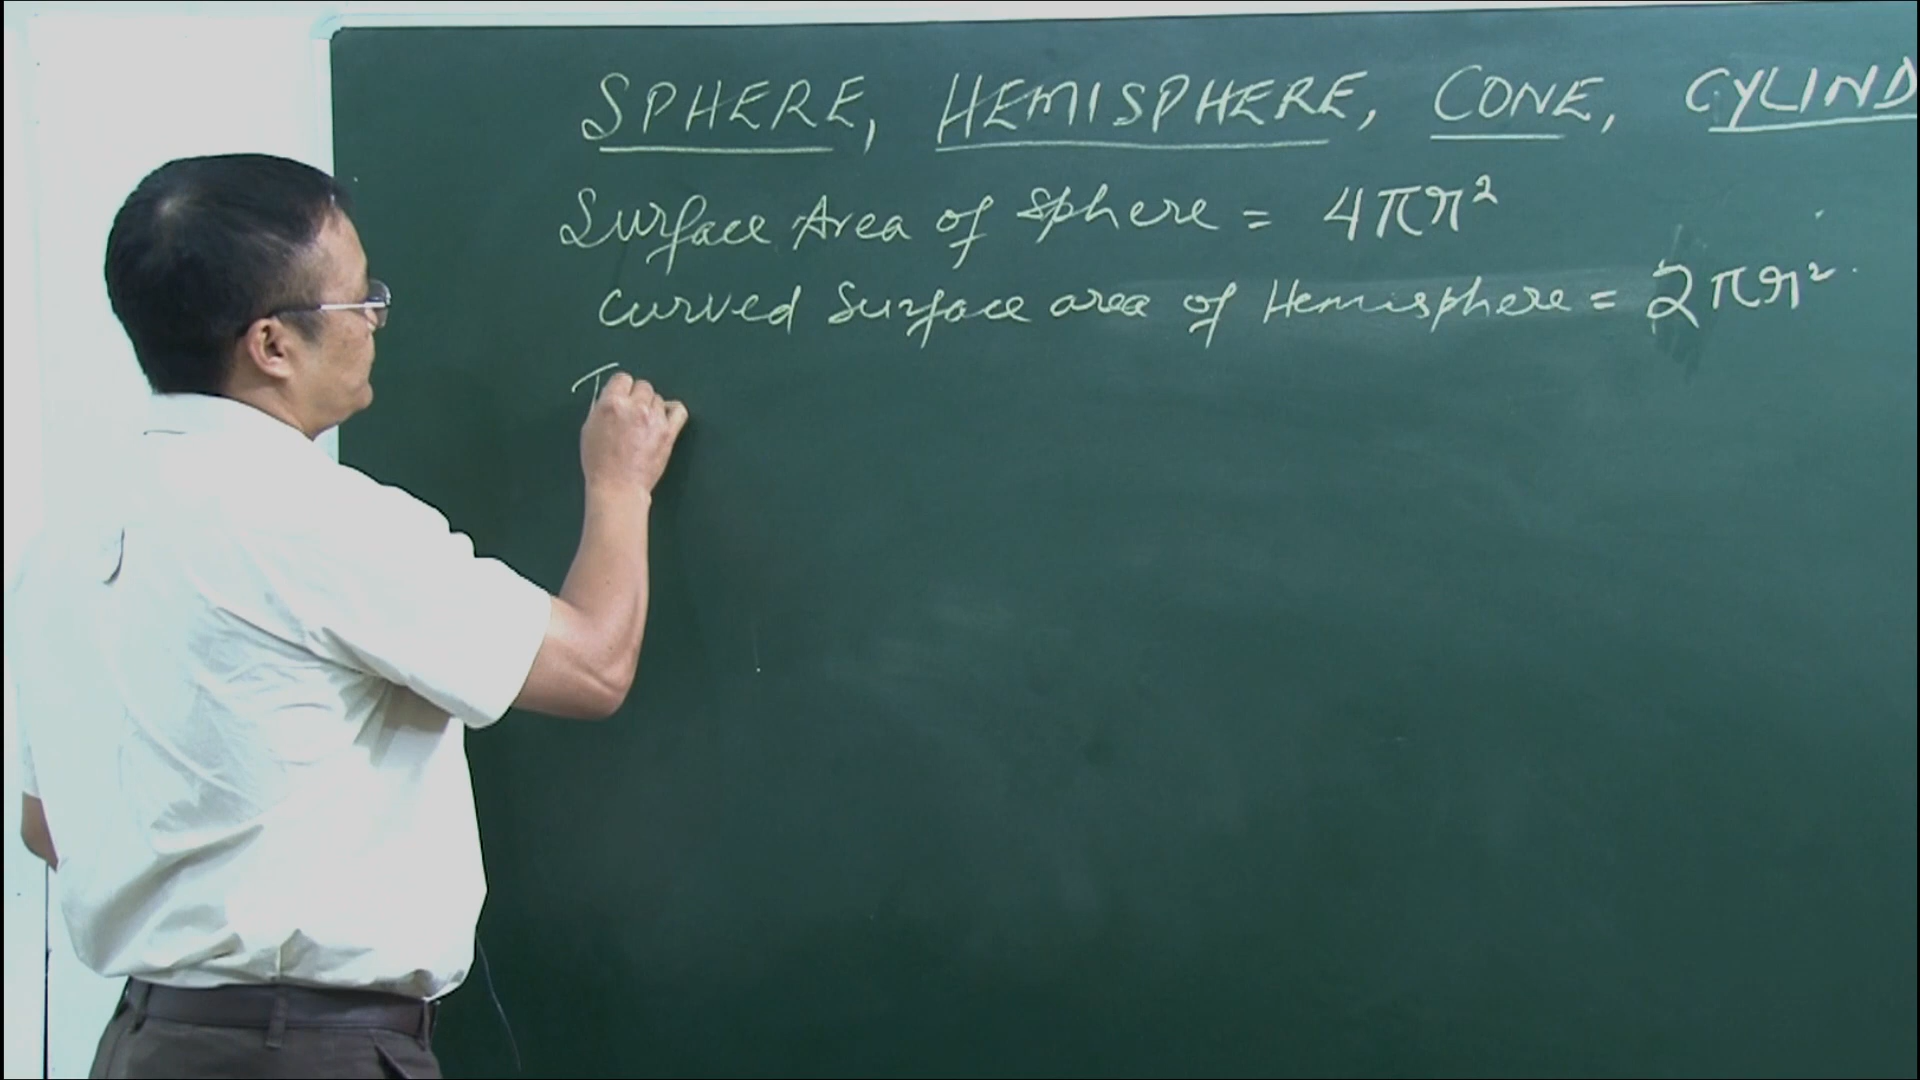 SPHERE, HEMISPHERE, CONE, CYLIND
Surface Area of Sphere = 4πr²
Curved Surface area of Hemisphere = 2πr²
T